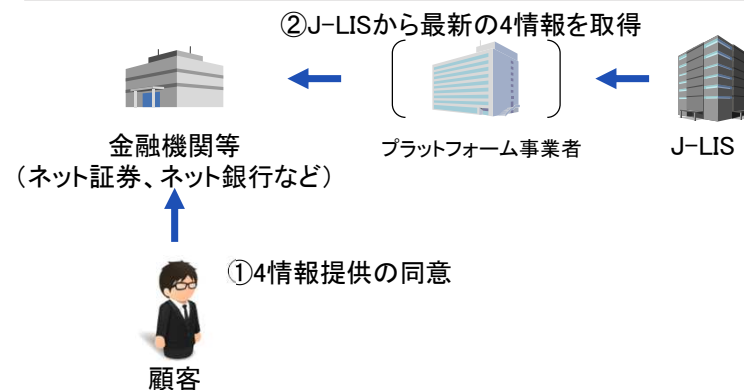 ②J-LISから最新の4情報を取得
金融機関等
(ネット証券、ネット銀行など)
プラットフォーム事業者
J-LIS
①4情報提供の同意
顧客